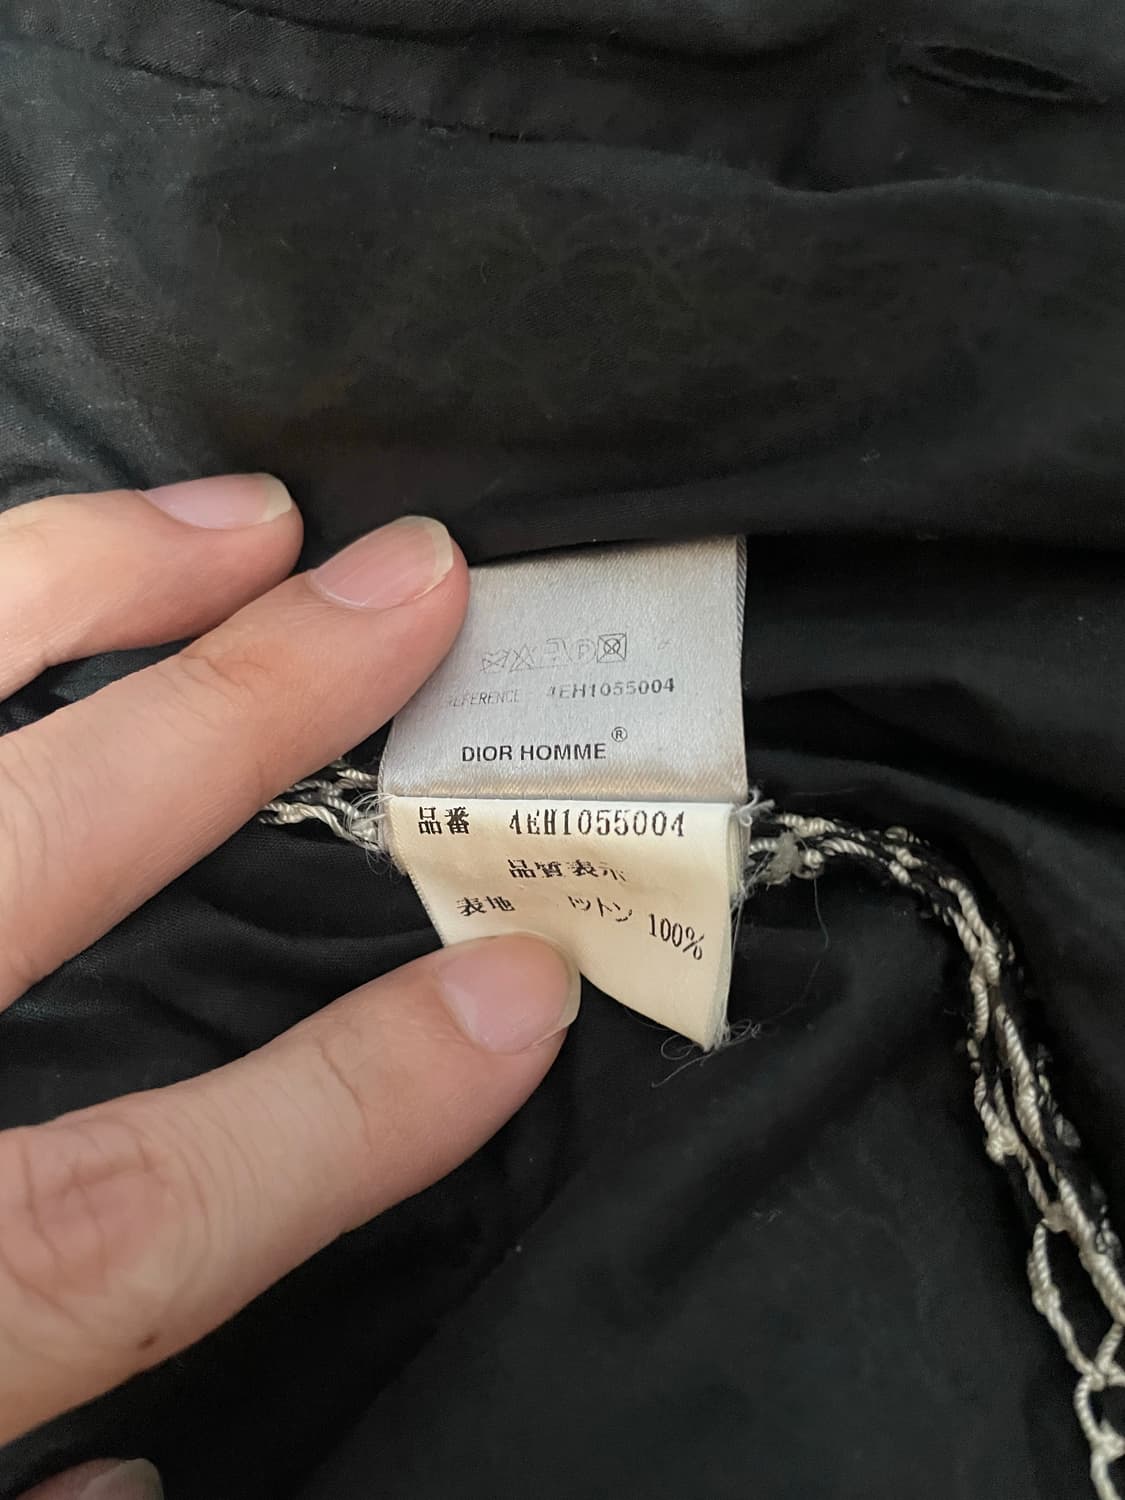 REFERENCE 4EH1055004
DIOR HOMME®
品番 4EH1055004
品質表示
表地 コットン 100%